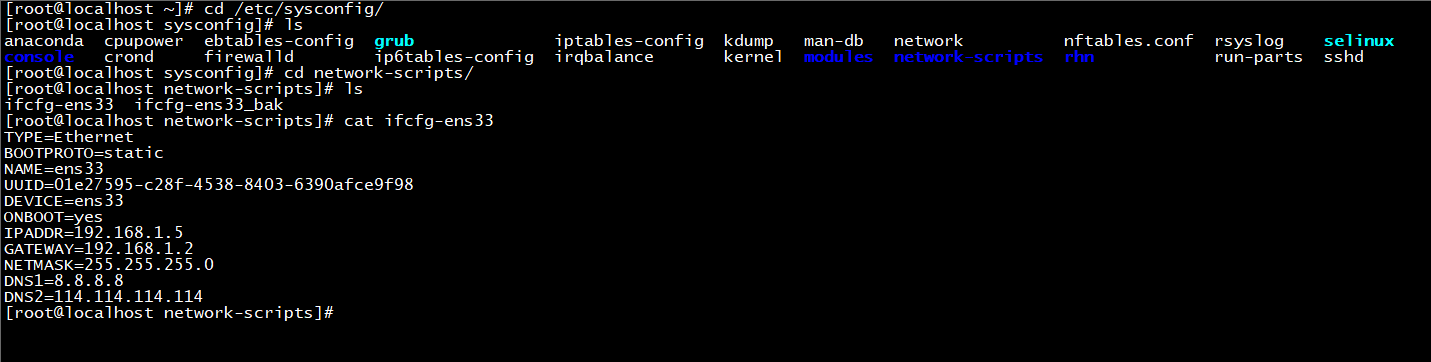 [root@localhost ~]# cd /etc/sysconfig/
[root@localhost sysconfig]# ls
anaconda  cpupower  ebtables-config  grub              iptables-config  kdump   man-db   network          nftables.conf  rsyslog    selinux
console   crond     firewalld        ip6tables-config  irqbalance       kernel  modules  network-scripts  rhn            run-parts  sshd
[root@localhost sysconfig]# cd network-scripts/
[root@localhost network-scripts]# ls
ifcfg-ens33  ifcfg-ens33_bak
[root@localhost network-scripts]# cat ifcfg-ens33
TYPE=Ethernet
BOOTPROTO=static
NAME=ens33
UUID=01e27595-c28f-4538-8403-6390afce9f98
DEVICE=ens33
ONBOOT=yes
IPADDR=192.168.1.5
GATEWAY=192.168.1.2
NETMASK=255.255.255.0
DNS1=8.8.8.8
DNS2=114.114.114.114
[root@localhost network-scripts]#